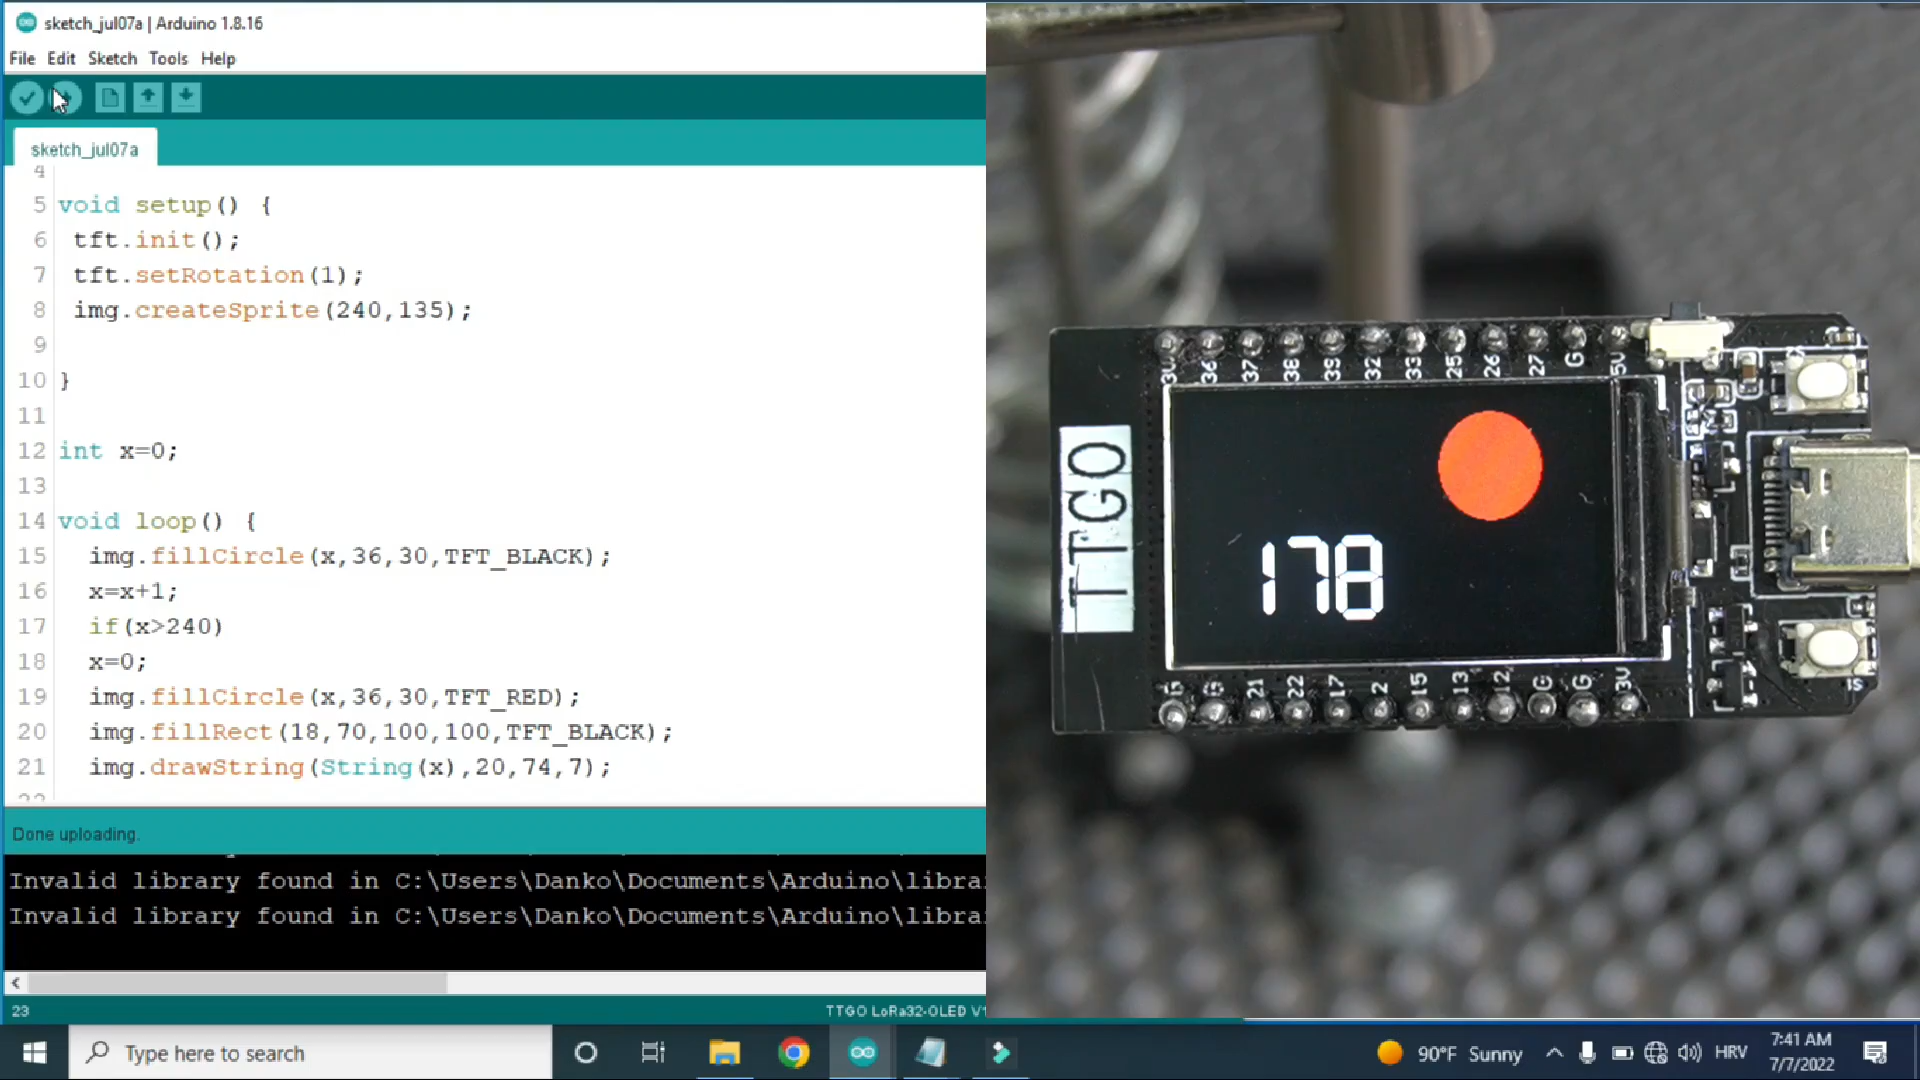 sketch_jul07a | Arduino 1.8.16
File Edit Sketch Tools Help
sketch_jul07a
4
5 void setup() {
6 tft.init();
7 tft.setRotation(1);
8 img.createSprite(240,135);
9
10 }
11
12 int x=0;
13
14 void loop() {
15 img.fillCircle(x,36,30,TFT_BLACK);
16 x=x+1;
17 if(x>240)
18 x=0;
19 img.fillCircle(x,36,30,TFT_RED);
20 img.fillRect(18,70,100,100,TFT_BLACK);
21 img.drawString(String(x),20,74,7);
22
Done uploading.
Invalid library found in C:\Users\Danko\Documents\Arduino\libra
Invalid library found in C:\Users\Danko\Documents\Arduino\libra
23
TTGO LoRa32-OLED V1
3V 36 37 38 39 32 33 25 26 27 G 5V
TTGO
178
21 22 17 2 15 13 12 G G 3V
Type here to search
90°F Sunny
HRV
7:41 AM
7/7/2022